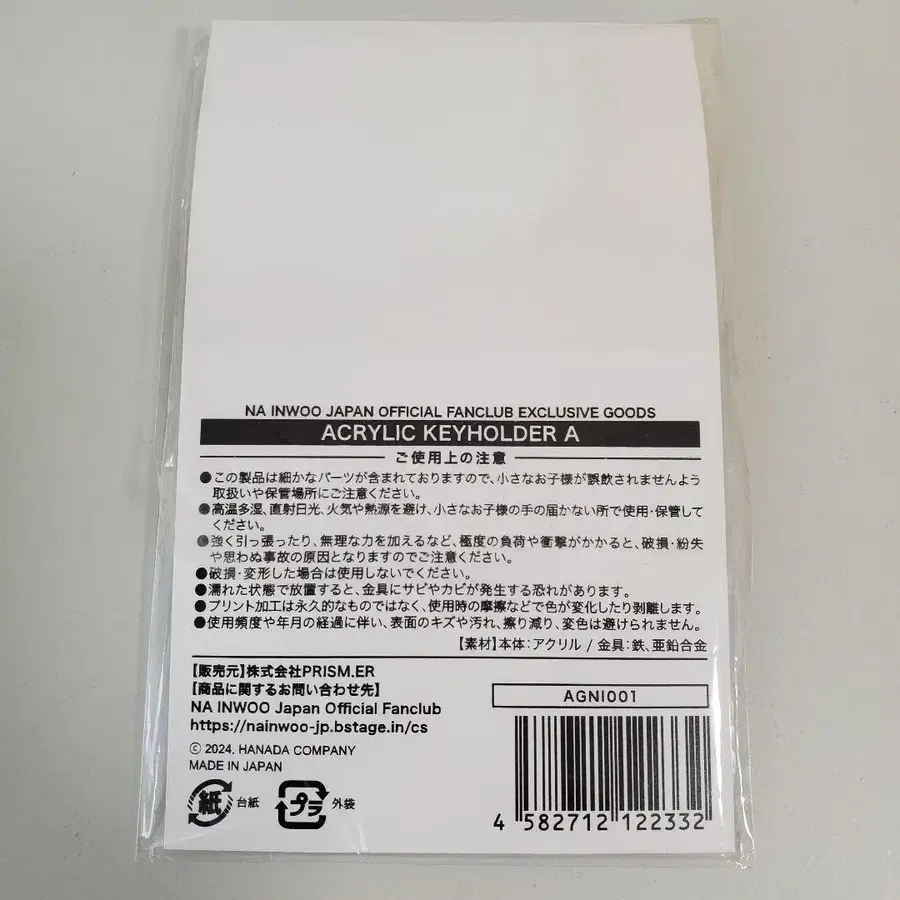 NA INWOO JAPAN OFFICIAL FANCLUB EXCLUSIVE GOODS
ACRYLIC KEYHOLDER A
ご使用上の注意
●この製品は細かなパーツが含まれておりますので、小さなお子様が誤飲されませんよう
取扱いや保管場所にご注意ください。
●高温多湿、直射日光、火気や熱源を避け、小さなお子様の手の届かない所で使用・保管して
ください。
●強く引っ張ったり、無理な力を加えるなど、極度の負荷や衝撃がかかると、破損・紛失
や思わぬ事故の原因となりますのでご注意ください。
●破損・変形した場合は使用しないでください。
●濡れた状態で放置すると、金具にサビやカビが発生する恐れがあります。
●プリント加工は永久的なものではなく、使用時の摩擦などで色が変化したり剥離します。
●使用頻度や年月の経過に伴い、表面のキズや汚れ、擦り減り、変色は避けられません。
【素材】本体:アクリル / 金具:鉄、亜鉛合金
【販売元】株式会社PRISM.ER
【商品に関するお問い合わせ先】
NA INWOO Japan Official Fanclub
https://nainwoo-jp.bstage.in/cs
© 2024. HANADA COMPANY
MADE IN JAPAN
紙 台紙
プラ 外袋
AGNI001
4 582712 122332